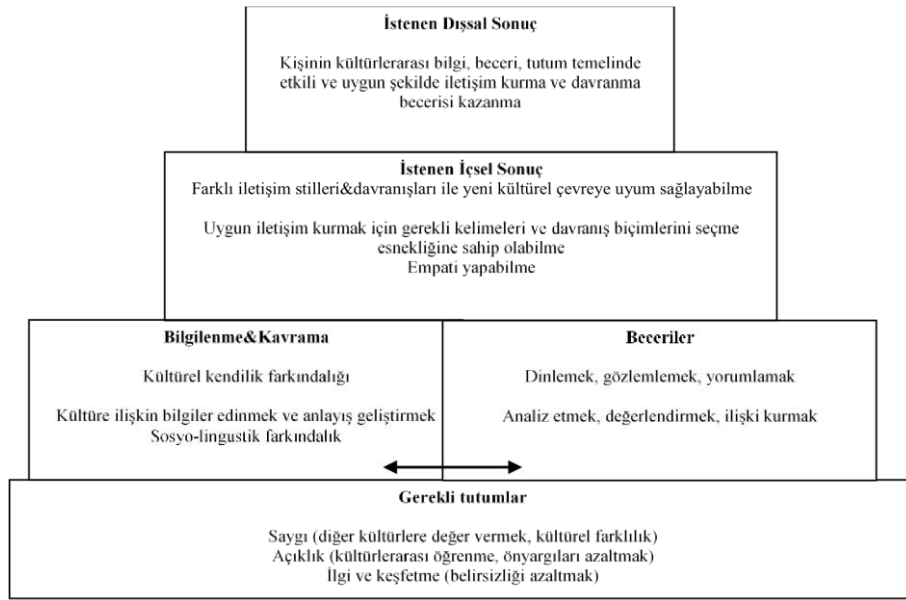 İstenen Dışsal Sonuç
Kişinin kültürlerarası bilgi, beceri, tutum temelinde
etkili ve uygun şekilde iletişim kurma ve davranma
becerisi kazanma
İstenen İçsel Sonuç
Farklı iletişim stilleri&davranışları ile yeni kültürel çevreye uyum sağlayabilme
Uygun iletişim kurmak için gerekli kelimeleri ve davranış biçimlerini seçme
esnekliğine sahip olabilme
Empati yapabilme
Bilgilenme&Kavrama
Kültürel kendilik farkındalığı
Kültüre ilişkin bilgiler edinmek ve anlayış geliştirmek
Sosyo-lingustik farkındalık
Beceriler
Dinlemek, gözlemlemek, yorumlamak
Analiz etmek, değerlendirmek, ilişki kurmak
Gerekli tutumlar
Saygı (diğer kültürlere değer vermek, kültürel farklılık)
Açıklık (kültürlerarası öğrenme, önyargıları azaltmak)
İlgi ve keşfetme (belirsizliği azaltmak)